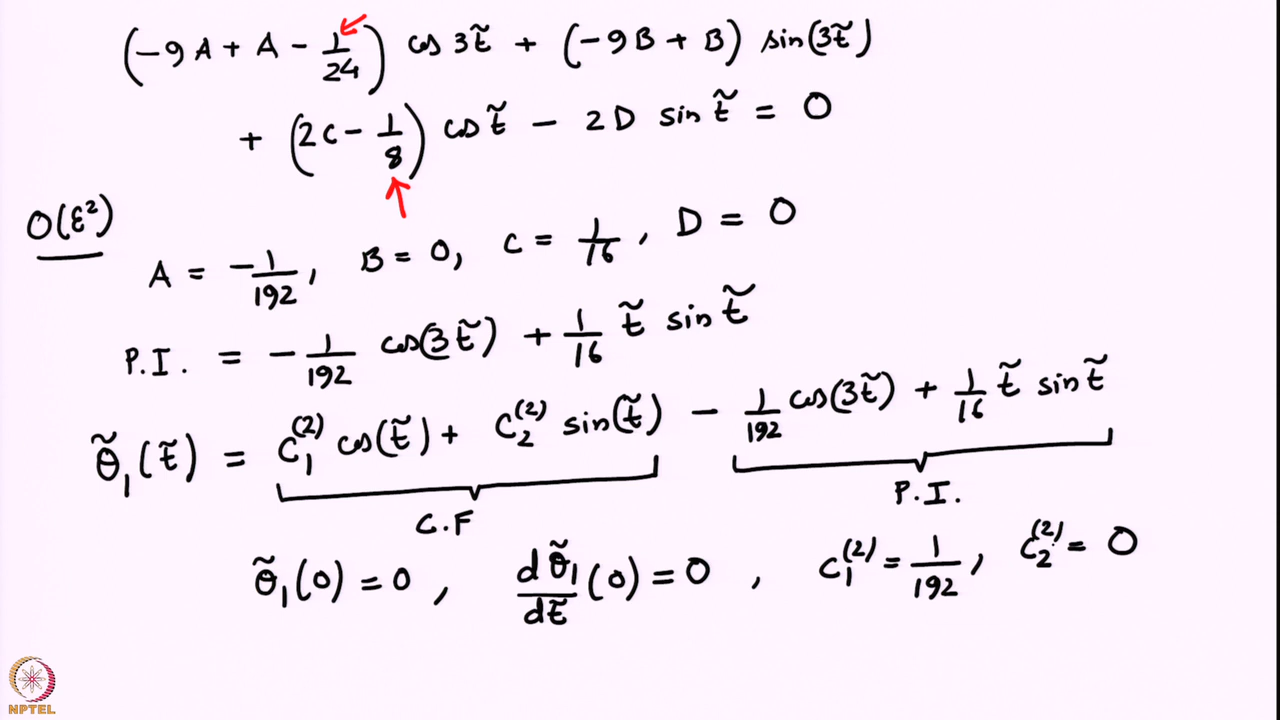 (-9A + A - 1/24) cos 3t̃ + (-9B + B) sin(3t̃)
+ (2C - 1/8) cos t̃ - 2D sin t̃ = 0
O(ε²)
A = -1/192, B = 0, C = 1/16, D = 0
P.I. = -1/192 cos(3t̃) + 1/16 t̃ sin t̃
θ̃₁(t̃) = C₁⁽²⁾ cos(t̃) + C₂⁽²⁾ sin(t̃) - 1/192 cos(3t̃) + 1/16 t̃ sin t̃
C.F P.I.
θ̃₁(0) = 0, dθ̃₁/dt̃ (0) = 0, C₁⁽²⁾ = 1/192, C₂⁽²⁾ = 0
NPTEL